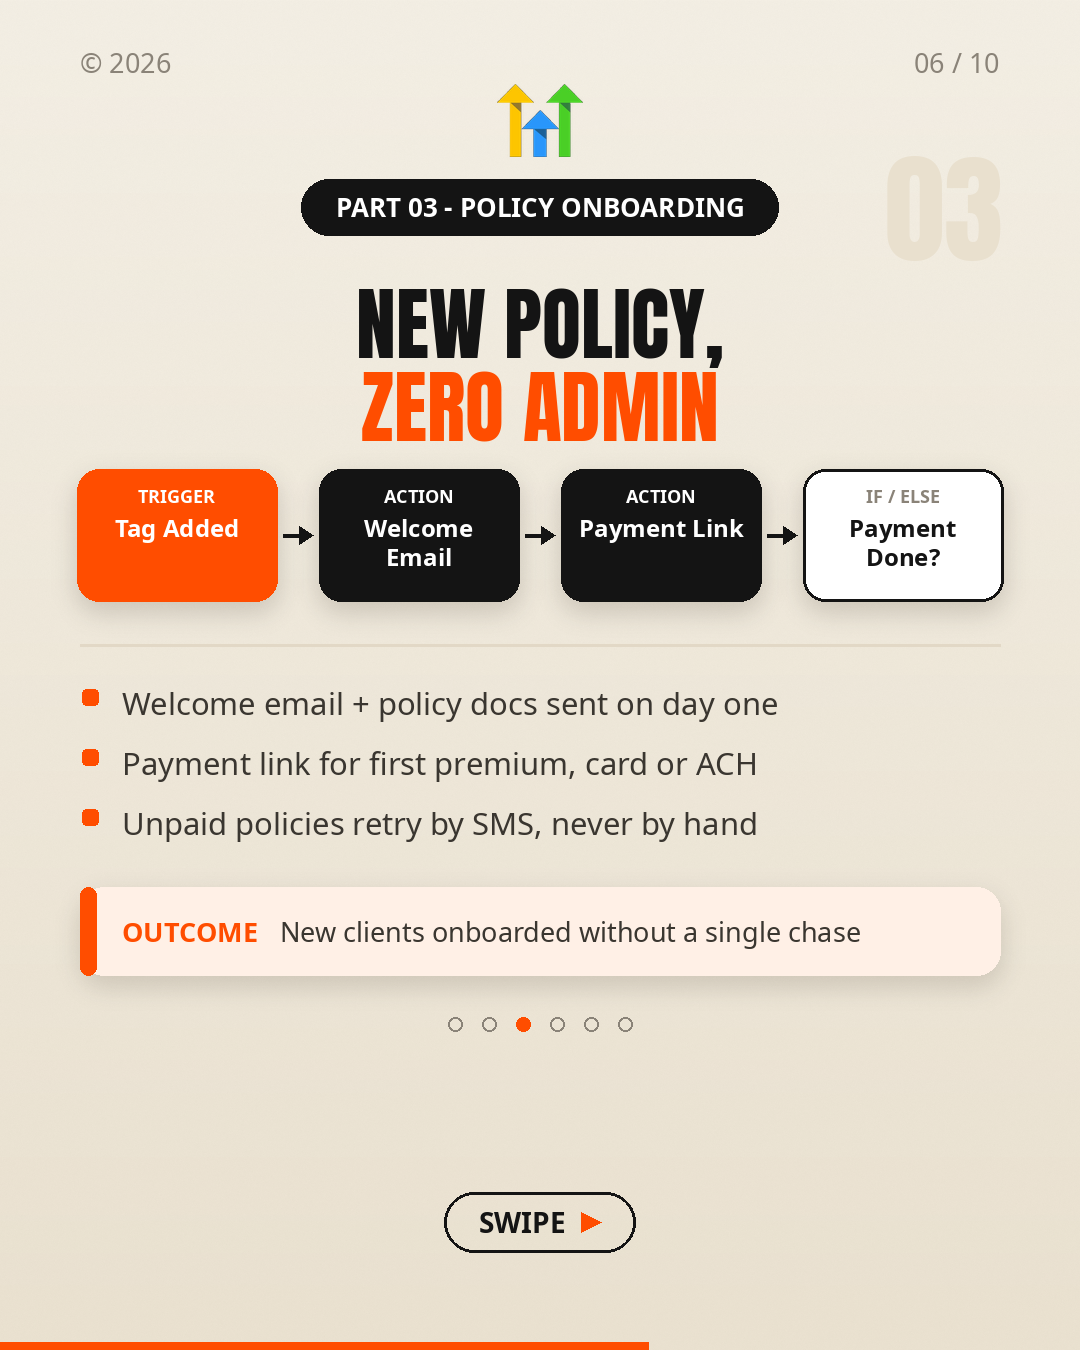 © 2026
06 / 10
PART 03 - POLICY ONBOARDING
03
NEW POLICY,
ZERO ADMIN
TRIGGER
Tag Added
ACTION
Welcome
Email
ACTION
Payment Link
IF / ELSE
Payment
Done?
Welcome email + policy docs sent on day one
Payment link for first premium, card or ACH
Unpaid policies retry by SMS, never by hand
OUTCOME New clients onboarded without a single chase
SWIPE